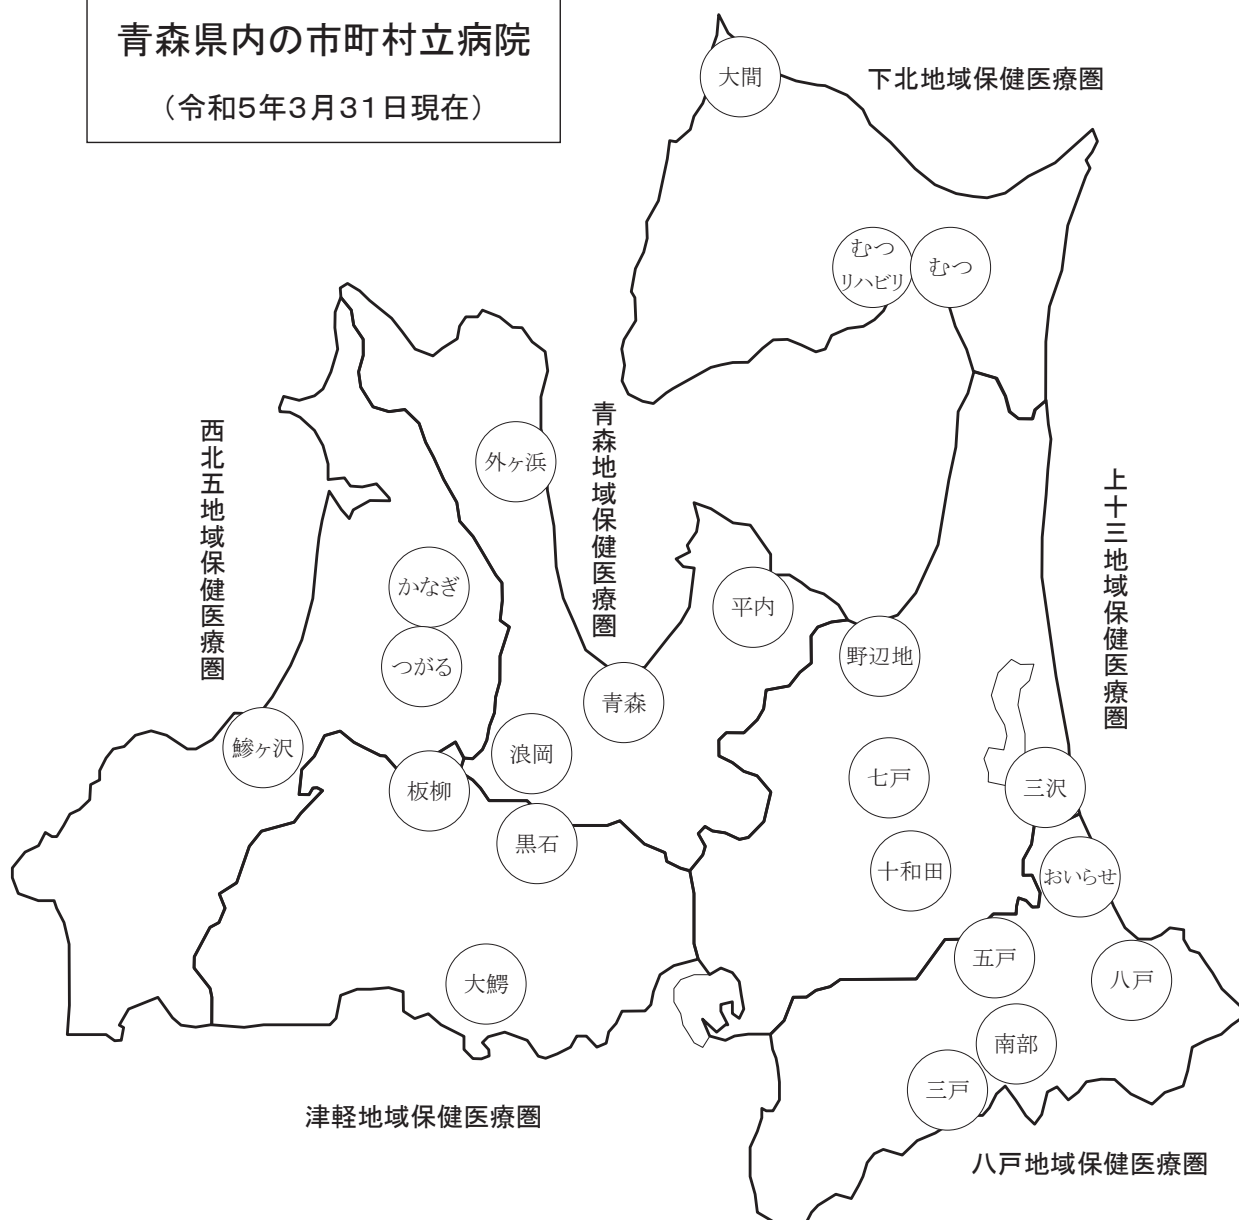 青森県内の市町村立病院
（令和5年3月31日現在）
大間
下北地域保健医療圏
むつ
リハビリ
むつ
西北五地域保健医療圏
青森地域保健医療圏
外ヶ浜
上十三地域保健医療圏
かなぎ
つがる
平内
野辺地
青森
鰺ヶ沢
浪岡
板柳
七戸
三沢
黒石
十和田
おいらせ
五戸
八戸
大鰐
南部
三戸
津軽地域保健医療圏
八戸地域保健医療圏